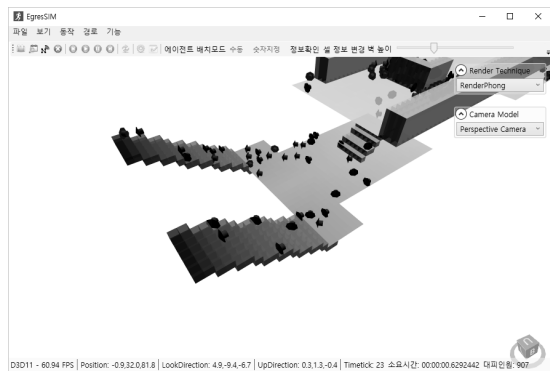 EgresSIM
파일 보기 동작 경로 기능
에이전트 배치모드 수동 숫자지정 정보확인 셀 정보 변경 벽 높이
Render Technique
RenderPhong
Camera Model
Perspective Camera
D3D11 - 60.94 FPS Position: -0.9,32.0,81.8 LookDirection: 4.9,-9.4,-6.7 UpDirection: 0.3,1.3,-0.4 Timetick: 23 소요시간: 00:00:00.6292442 대피인원: 907